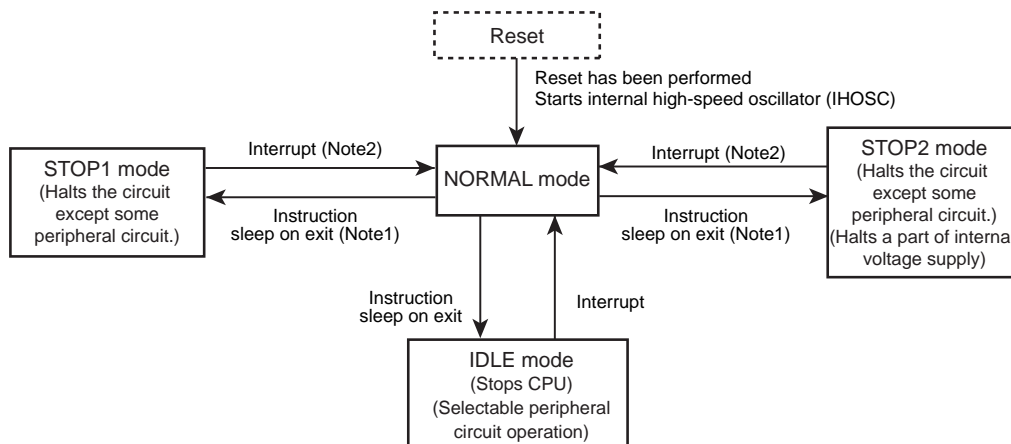 Reset
Reset has been performed
Starts internal high-speed oscillator (IHOSC)
STOP1 mode
(Halts the circuit
except some
peripheral circuit.)
Interrupt (Note2)
Instruction
sleep on exit (Note1)
NORMAL mode
Interrupt (Note2)
Instruction
sleep on exit (Note1)
STOP2 mode
(Halts the circuit
except some
peripheral circuit.)
(Halts a part of internal
voltage supply)
Instruction
sleep on exit
Interrupt
IDLE mode
(Stops CPU)
(Selectable peripheral
circuit operation)